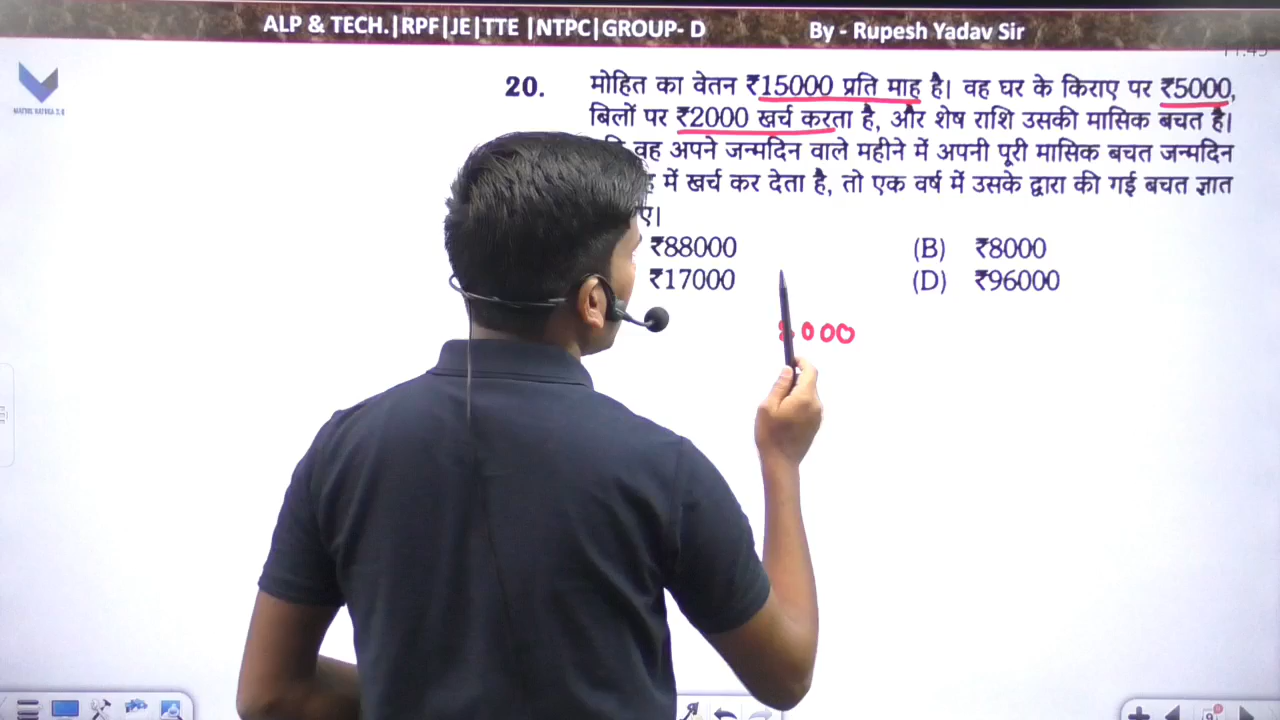 ALP & TECH.|RPF|JE|TTE |NTPC|GROUP- D By - Rupesh Yadav Sir
20. मोहित का वेतन ₹15000 प्रति माह है। वह घर के किराए पर ₹5000,
बिलों पर ₹2000 खर्च करता है, और शेष राशि उसकी मासिक बचत है।
वह अपने जन्मदिन वाले महीने में अपनी पूरी मासिक बचत जन्मदिन
में खर्च कर देता है, तो एक वर्ष में उसके द्वारा की गई बचत ज्ञात
₹88000 (B) ₹8000
₹17000 (D) ₹96000
000